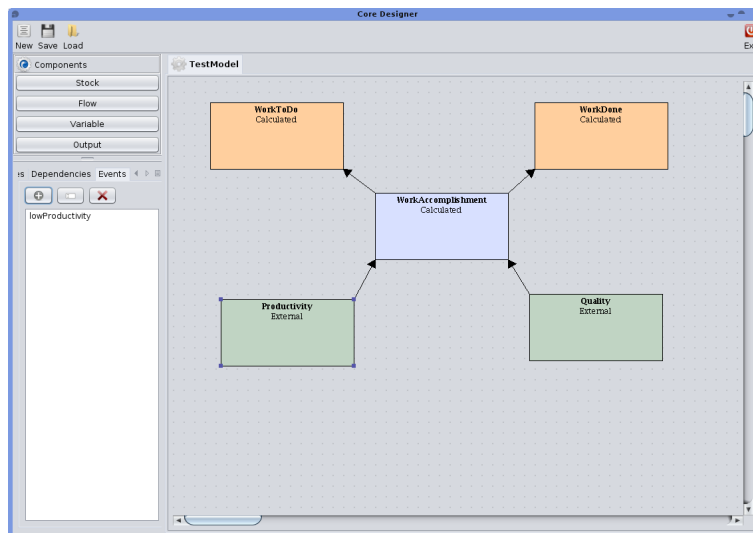 Core Designer
New Save Load
Ex
Components
TestModel
Stock
Flow
Variable
Output
es Dependencies Events
lowProductivity
WorkToDo
Calculated
WorkDone
Calculated
WorkAccomplishment
Calculated
Productivity
External
Quality
External